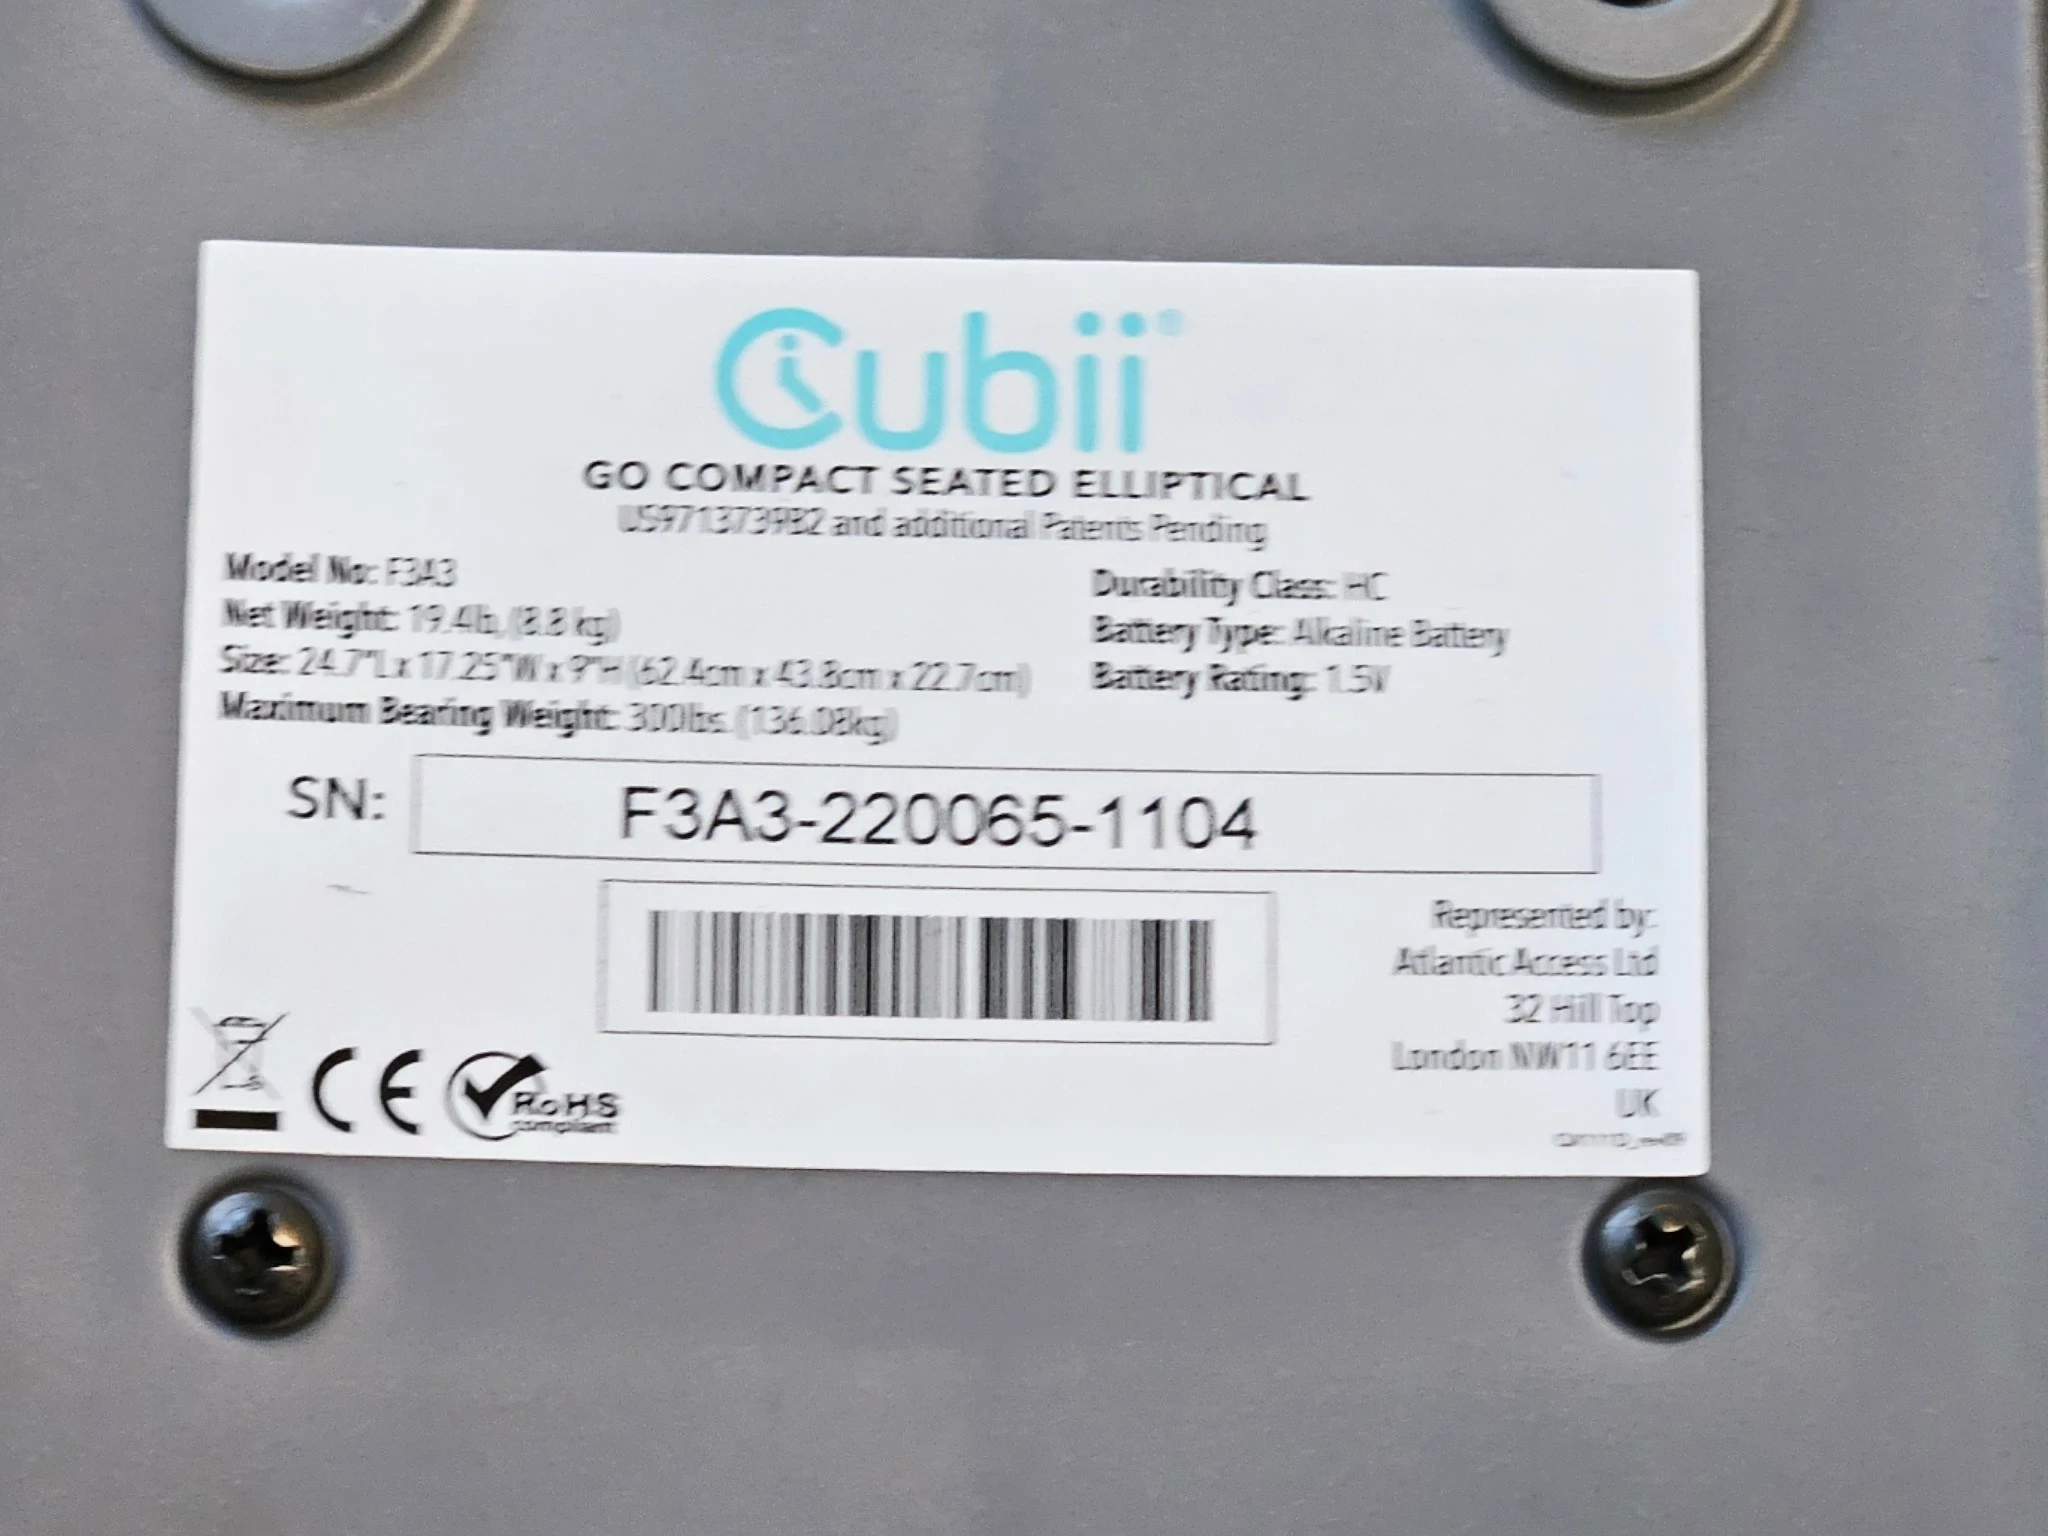 Cubii®
GO COMPACT SEATED ELLIPTICAL
US9713739B2 and additional Patents Pending
Model No: F3A3
Net Weight: 19.4lb, (8.8 kg)
Size: 24.7"L x 17.25"W x 9"H (62.4cm x 43.8cm x 22.7cm)
Maximum Bearing Weight: 300lbs. (136.08kg)
Durability Class: HC
Battery Type: Alkaline Battery
Battery Rating: 1.5V
SN: F3A3-220065-1104
Represented by:
Atlantic Access Ltd
32 Hill Top
London NW11 6EE
UK
CE
RoHS
compliant